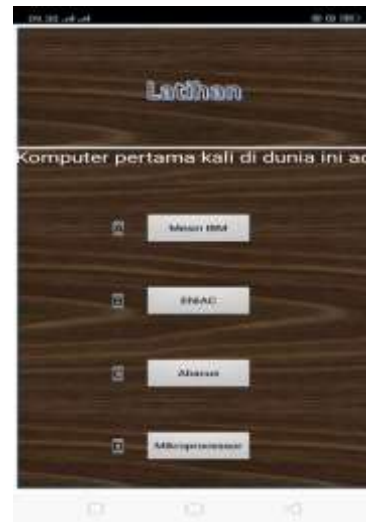 Latihan
Komputer pertama kali di dunia ini ad
A
Mesin IBM
B
ENIAC
C
Abacus
D
Mikroprocessor